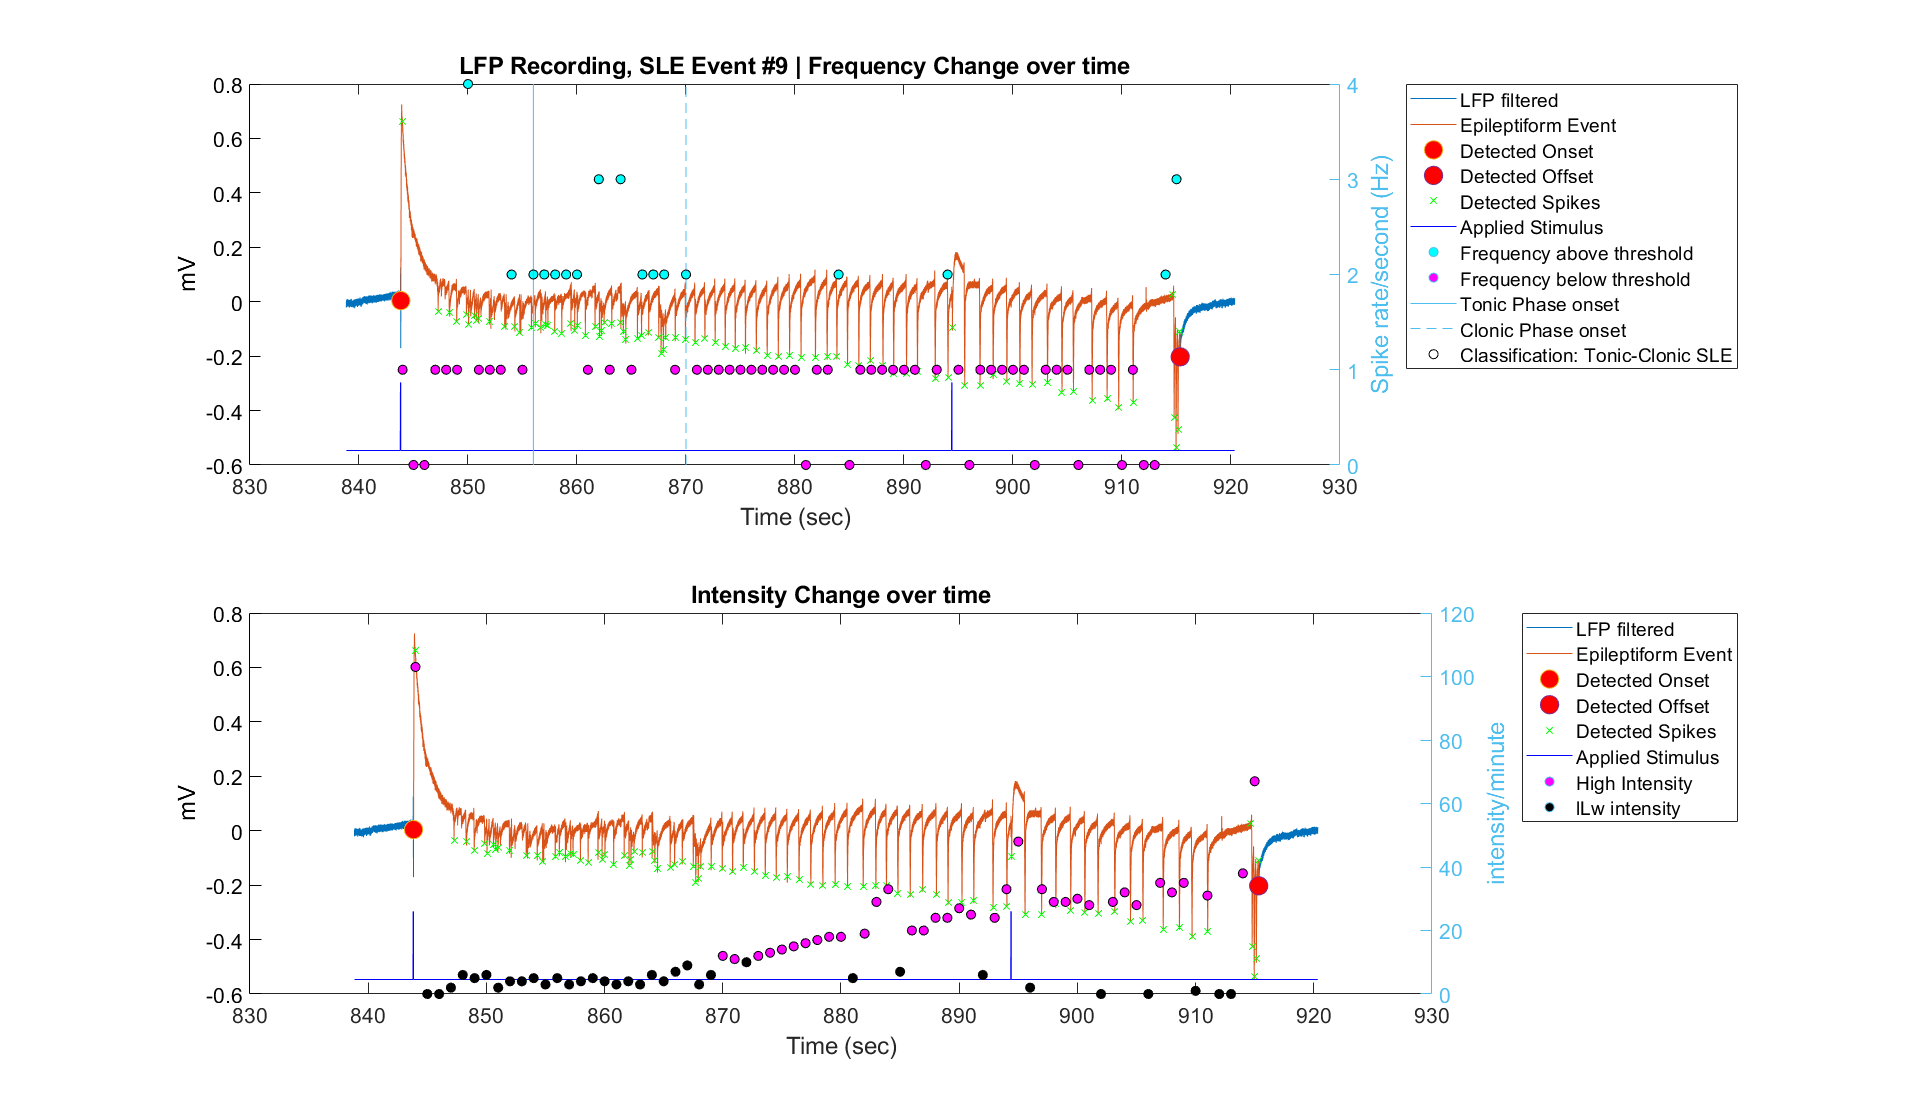 LFP Recording, SLE Event #9 | Frequency Change over time
0.8
0.6
0.4
0.2
0
-0.2
-0.4
-0.6
mV
830 840 850 860 870 880 890 900 910 920 930
Time (sec)
4
3
2
1
0
Spike rate/second (Hz)
LFP filtered
Epileptiform Event
Detected Onset
Detected Offset
Detected Spikes
Applied Stimulus
Frequency above threshold
Frequency below threshold
Tonic Phase onset
Clonic Phase onset
Classification: Tonic-Clonic SLE
Intensity Change over time
0.8
0.6
0.4
0.2
0
-0.2
-0.4
-0.6
mV
830 840 850 860 870 880 890 900 910 920 930
Time (sec)
120
100
80
60
40
20
0
intensity/minute
LFP filtered
Epileptiform Event
Detected Onset
Detected Offset
Detected Spikes
Applied Stimulus
High Intensity
lLw intensity